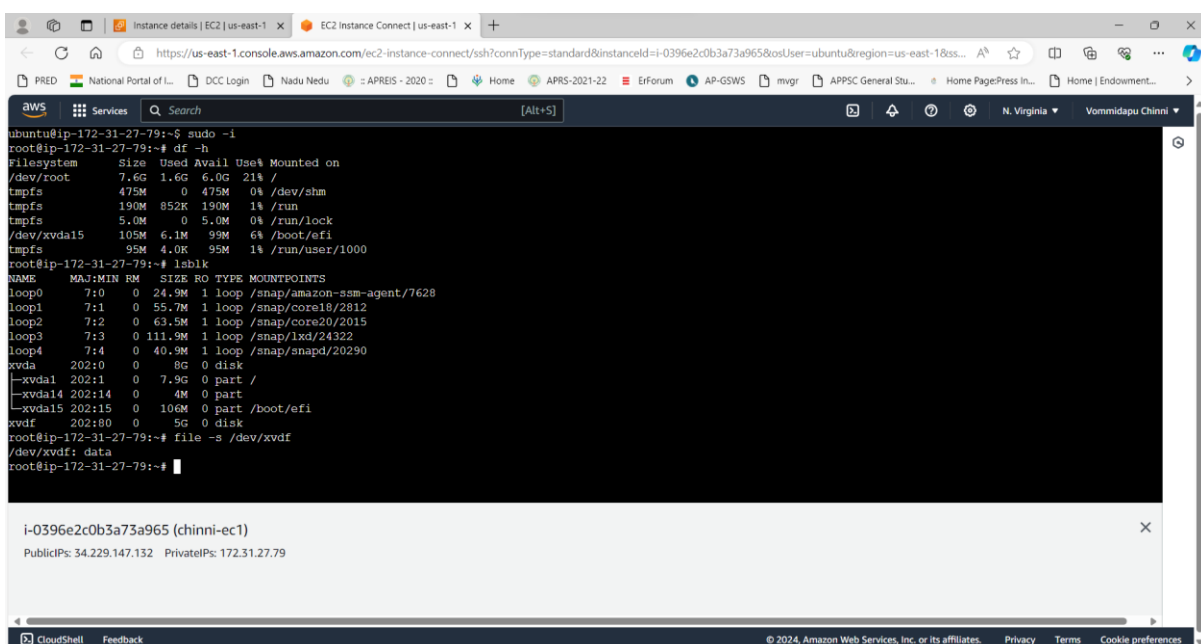 Instance details | EC2 | us-east-1
EC2 Instance Connect | us-east-1
https://us-east-1.console.aws.amazon.com/ec2-instance-connect/ssh?connType=standard&instanceId=i-0396e2c0b3a73a965&osUser=ubuntu&region=us-east-1&ss...
PRED National Portal of I... DCC Login Nadu Nedu :: APREIS - 2020 :: Home APRS-2021-22 ErForum AP-GSWS mvgr APPSC General Stu... Home Page:Press In... Home | Endowment...
aws Services Search [Alt+S] N. Virginia Vommidapu Chinni
ubuntu@ip-172-31-27-79:~$ sudo -i
root@ip-172-31-27-79:~# df -h
Filesystem Size Used Avail Use% Mounted on
/dev/root 7.6G 1.6G 6.0G 21% /
tmpfs 475M 0 475M 0% /dev/shm
tmpfs 190M 852K 190M 1% /run
tmpfs 5.0M 0 5.0M 0% /run/lock
/dev/xvda15 105M 6.1M 99M 6% /boot/efi
tmpfs 95M 4.0K 95M 1% /run/user/1000
root@ip-172-31-27-79:~# lsblk
NAME MAJ:MIN RM SIZE RO TYPE MOUNTPOINTS
loop0 7:0 0 24.9M 1 loop /snap/amazon-ssm-agent/7628
loop1 7:1 0 55.7M 1 loop /snap/core18/2812
loop2 7:2 0 63.5M 1 loop /snap/core20/2015
loop3 7:3 0 111.9M 1 loop /snap/lxd/24322
loop4 7:4 0 40.9M 1 loop /snap/snapd/20290
xvda 202:0 0 8G 0 disk
├─xvda1 202:1 0 7.9G 0 part /
├─xvda14 202:14 0 4M 0 part
└─xvda15 202:15 0 106M 0 part /boot/efi
xvdf 202:80 0 5G 0 disk
root@ip-172-31-27-79:~# file -s /dev/xvdf
/dev/xvdf: data
root@ip-172-31-27-79:~#
i-0396e2c0b3a73a965 (chinni-ec1)
PublicIPs: 34.229.147.132 PrivateIPs: 172.31.27.79
CloudShell Feedback © 2024, Amazon Web Services, Inc. or its affiliates. Privacy Terms Cookie preferences